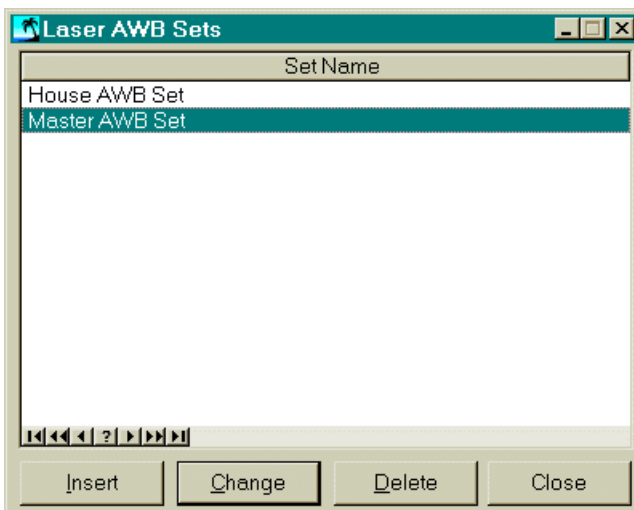 Laser AWB Sets
Set Name
House AWB Set
Master AWB Set
?
Insert Change Delete Close